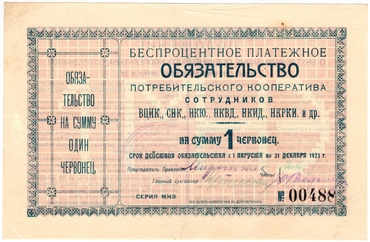 БЕСПРОЦЕНТНОЕ ПЛАТЕЖНОЕ
ОБЯЗАТЕЛЬСТВО
ПОТРЕБИТЕЛЬСКОГО КООПЕРАТИВА
СОТРУДНИКОВ
ВЦИК., СНК., НКЮ., НКВД., НКИД., НКРКИ. и др.
НА СУММУ 1 ЧЕРВОНЕЦ.
СРОК ДЕЙСТВИЯ ОБЯЗАТЕЛЬСТВА с 1 АВГУСТА по 31 ДЕКАБРЯ 1923 г.
Председатель Правления
Члены:
Главный бухгалтер
СЕРИЯ МНЗ
№ 00488
ОБЯЗА-
ТЕЛЬСТВО
НА СУММУ
ОДИН
ЧЕРВОНЕЦ.